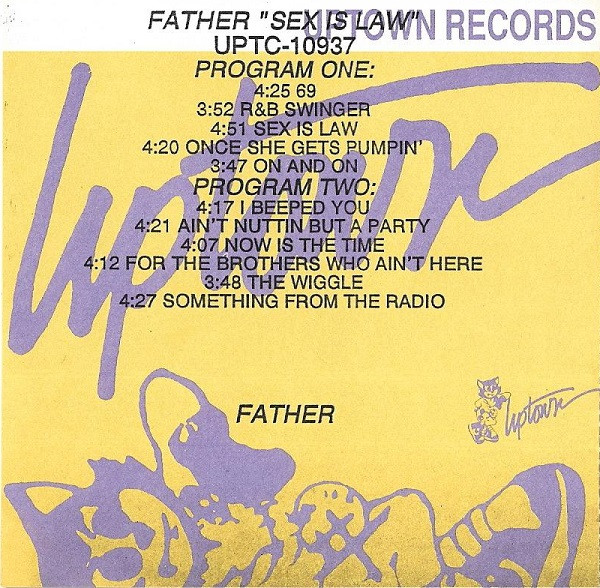 FATHER "SEX IS LAW"
UPTOWN RECORDS
UPTC-10937
PROGRAM ONE:
4:25 69
3:52 R&B SWINGER
4:51 SEX IS LAW
4:20 ONCE SHE GETS PUMPIN'
3:47 ON AND ON
PROGRAM TWO:
4:17 I BEEPED YOU
4:21 AIN'T NUTTIN BUT A PARTY
4:07 NOW IS THE TIME
4:12 FOR THE BROTHERS WHO AIN'T HERE
3:48 THE WIGGLE
4:27 SOMETHING FROM THE RADIO
Uptown
FATHER
Uptown